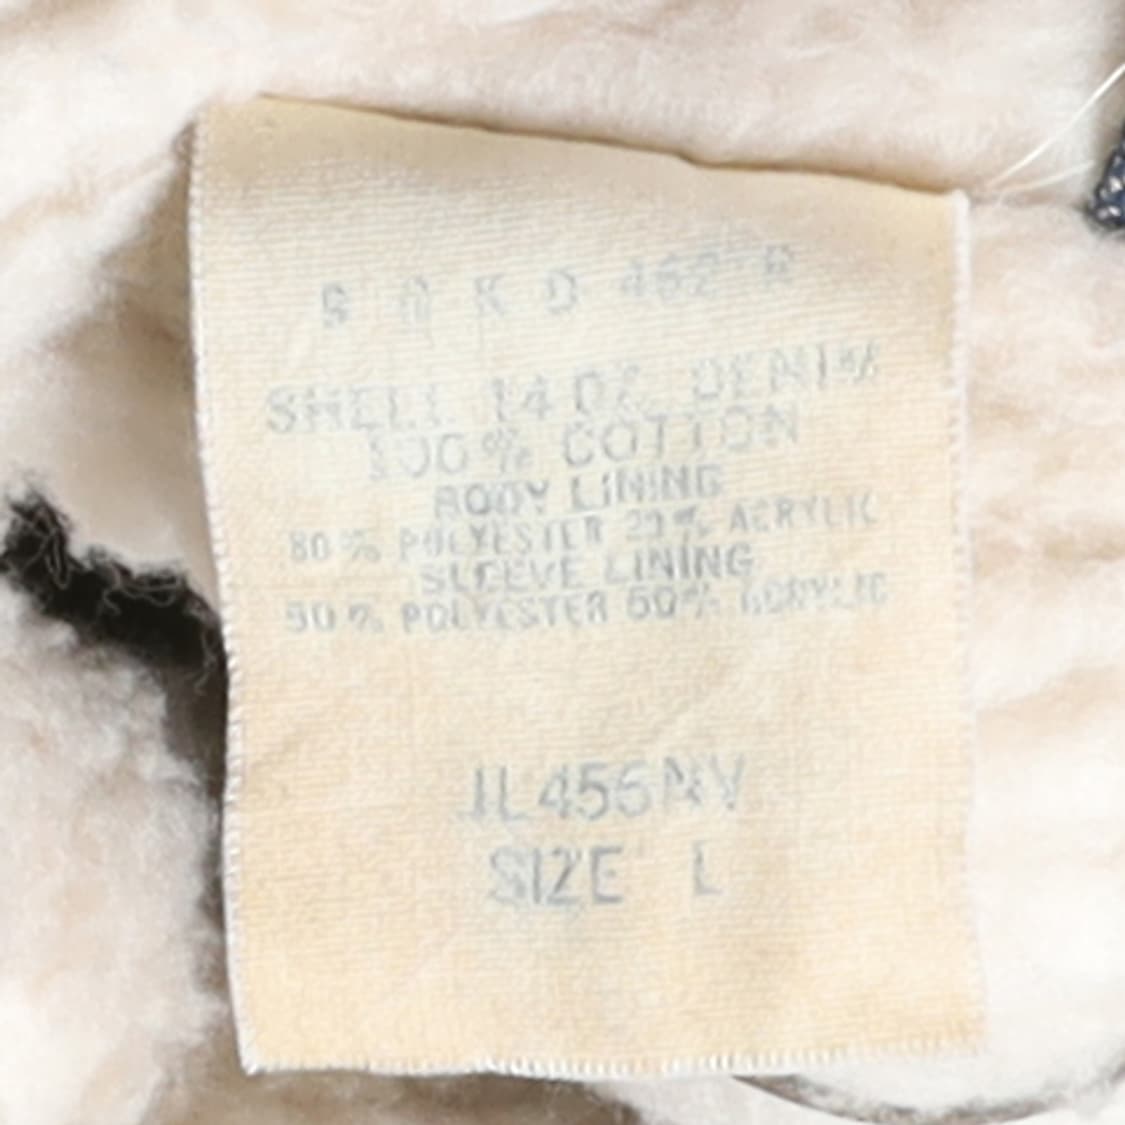 SHELL 14 OZ. DENIM
100% COTTON
BODY LINING
80% POLYESTER 20% ACRYLIC
SLEEVE LINING
50% POLYESTER 50% ACRYLIC
JL456NV
SIZE L